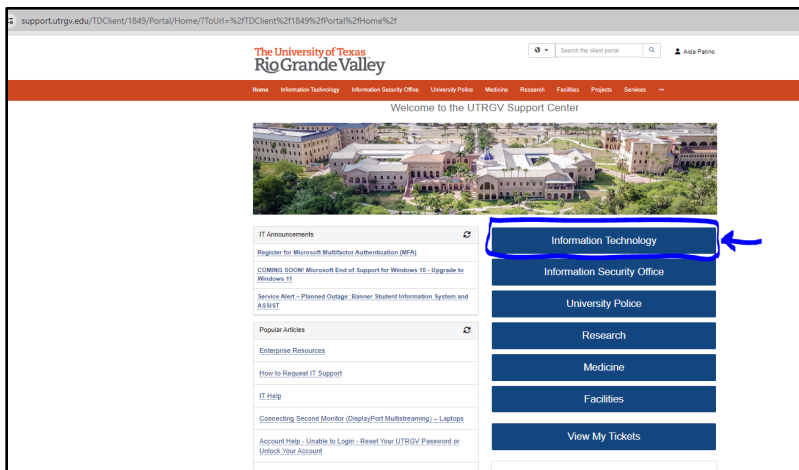 support.utrgv.edu/TDClient/1849/Portal/Home/?ToUrl=%2fTDClient%2f1849%2fPortal%2fHome%2f
The University of Texas
Rio Grande Valley
Search the client portal
Aida Patino
Home Information Technology Information Security Office University Police Medicine Research Facilities Projects Services ···
Welcome to the UTRGV Support Center
IT Announcements
Register for Microsoft Multifactor Authentication (MFA)
COMING SOON! Microsoft End of Support for Windows 10 - Upgrade to
Windows 11
Service Alert – Planned Outage: Banner Student Information System and
ASSIST
Popular Articles
Enterprise Resources
How to Request IT Support
IT Help
Connecting Second Monitor (DisplayPort Multistreaming) – Laptops
Account Help - Unable to Login - Reset Your UTRGV Password or
Unlock Your Account
Information Technology
Information Security Office
University Police
Research
Medicine
Facilities
View My Tickets